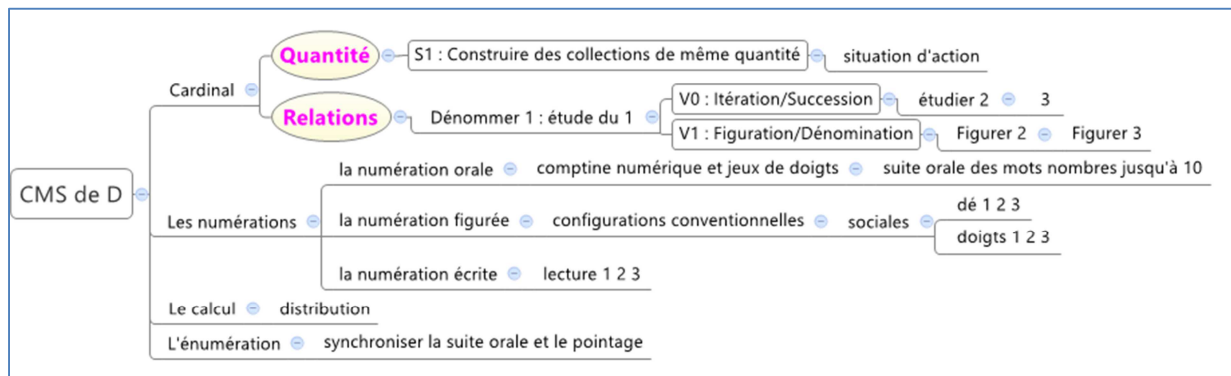 CMS de D
Cardinal
Quantité
S1 : Construire des collections de même quantité
situation d'action
Relations
Dénommer 1 : étude du 1
V0 : Itération/Succession
étudier 2
3
V1 : Figuration/Dénomination
Figurer 2
Figurer 3
Les numérations
la numération orale
comptine numérique et jeux de doigts
suite orale des mots nombres jusqu'à 10
la numération figurée
configurations conventionnelles
sociales
dé 1 2 3
doigts 1 2 3
la numération écrite
lecture 1 2 3
Le calcul
distribution
L'énumération
synchroniser la suite orale et le pointage